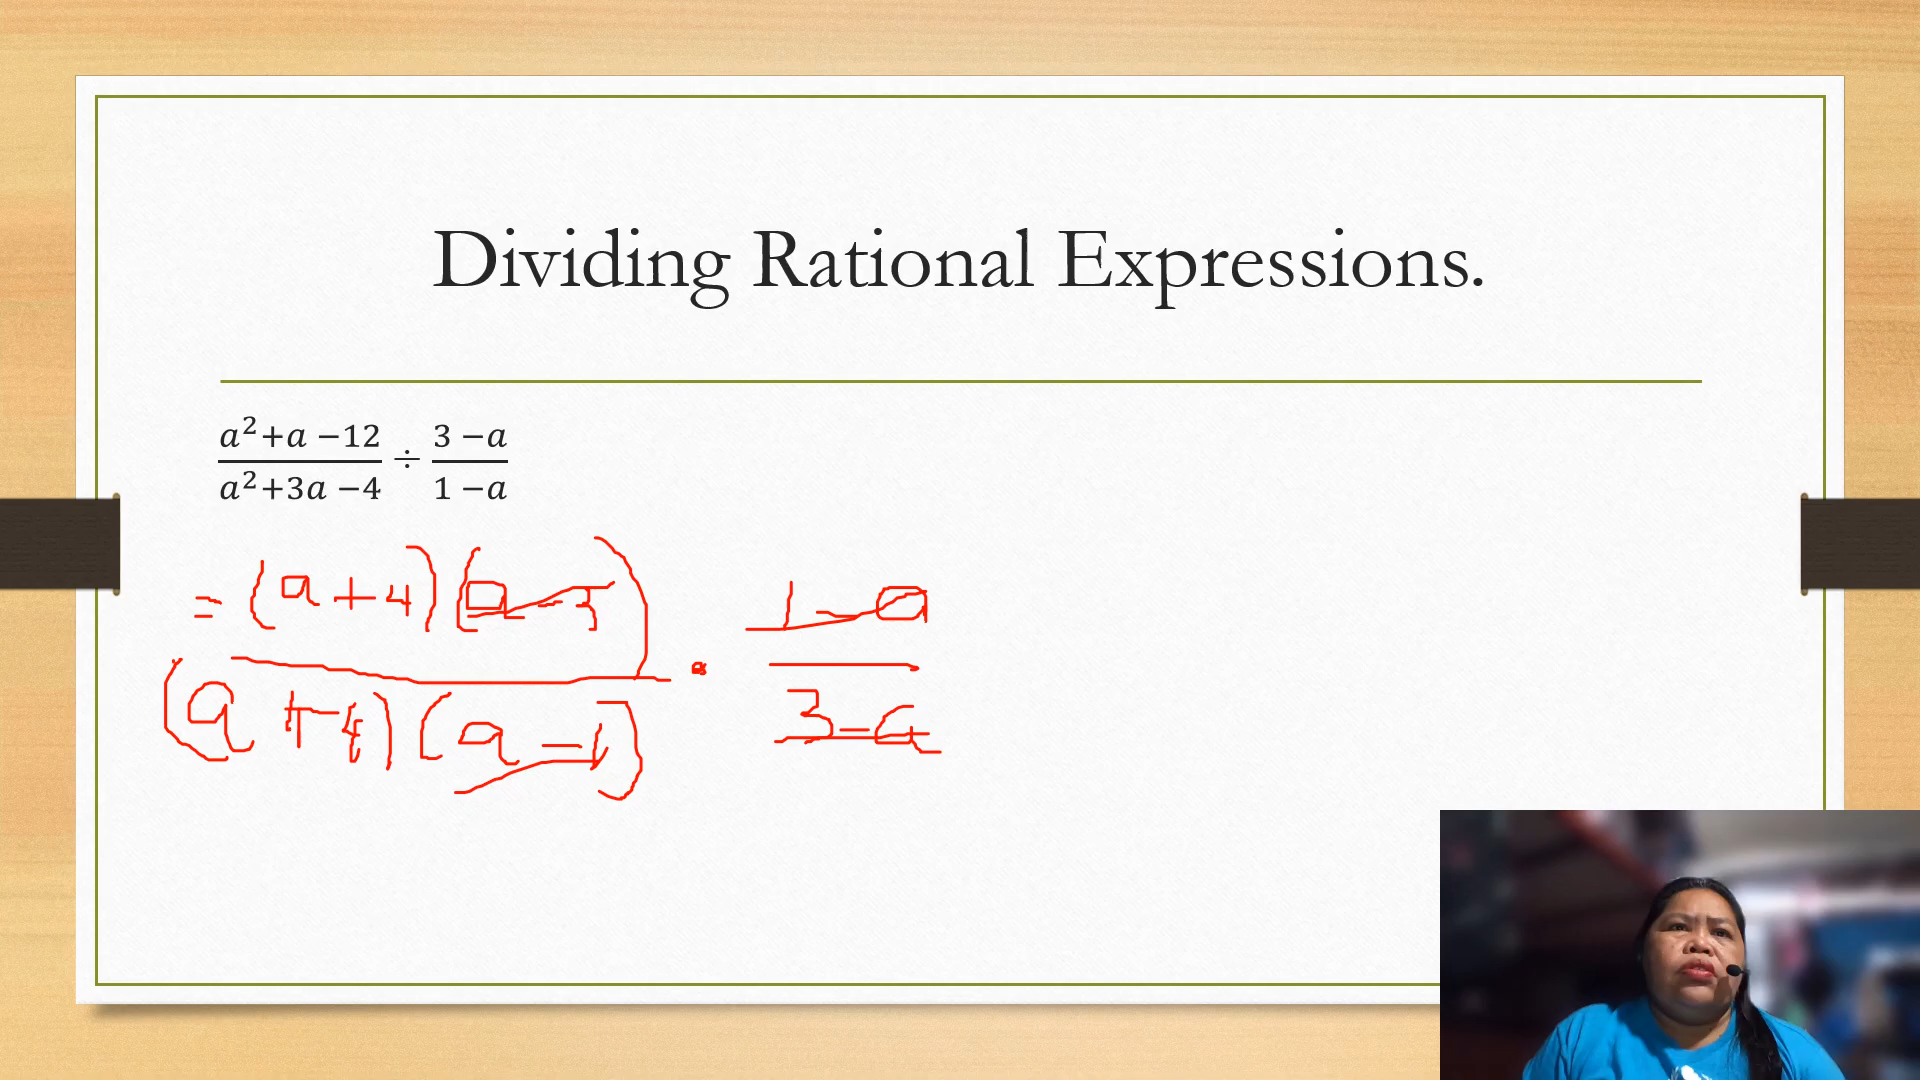 Dividing Rational Expressions.
a²+a −12 / a²+3a −4 ÷ 3 −a / 1 −a
= (a+4)(a-3) / (a+4)(a-1) · 1-a / 3-a